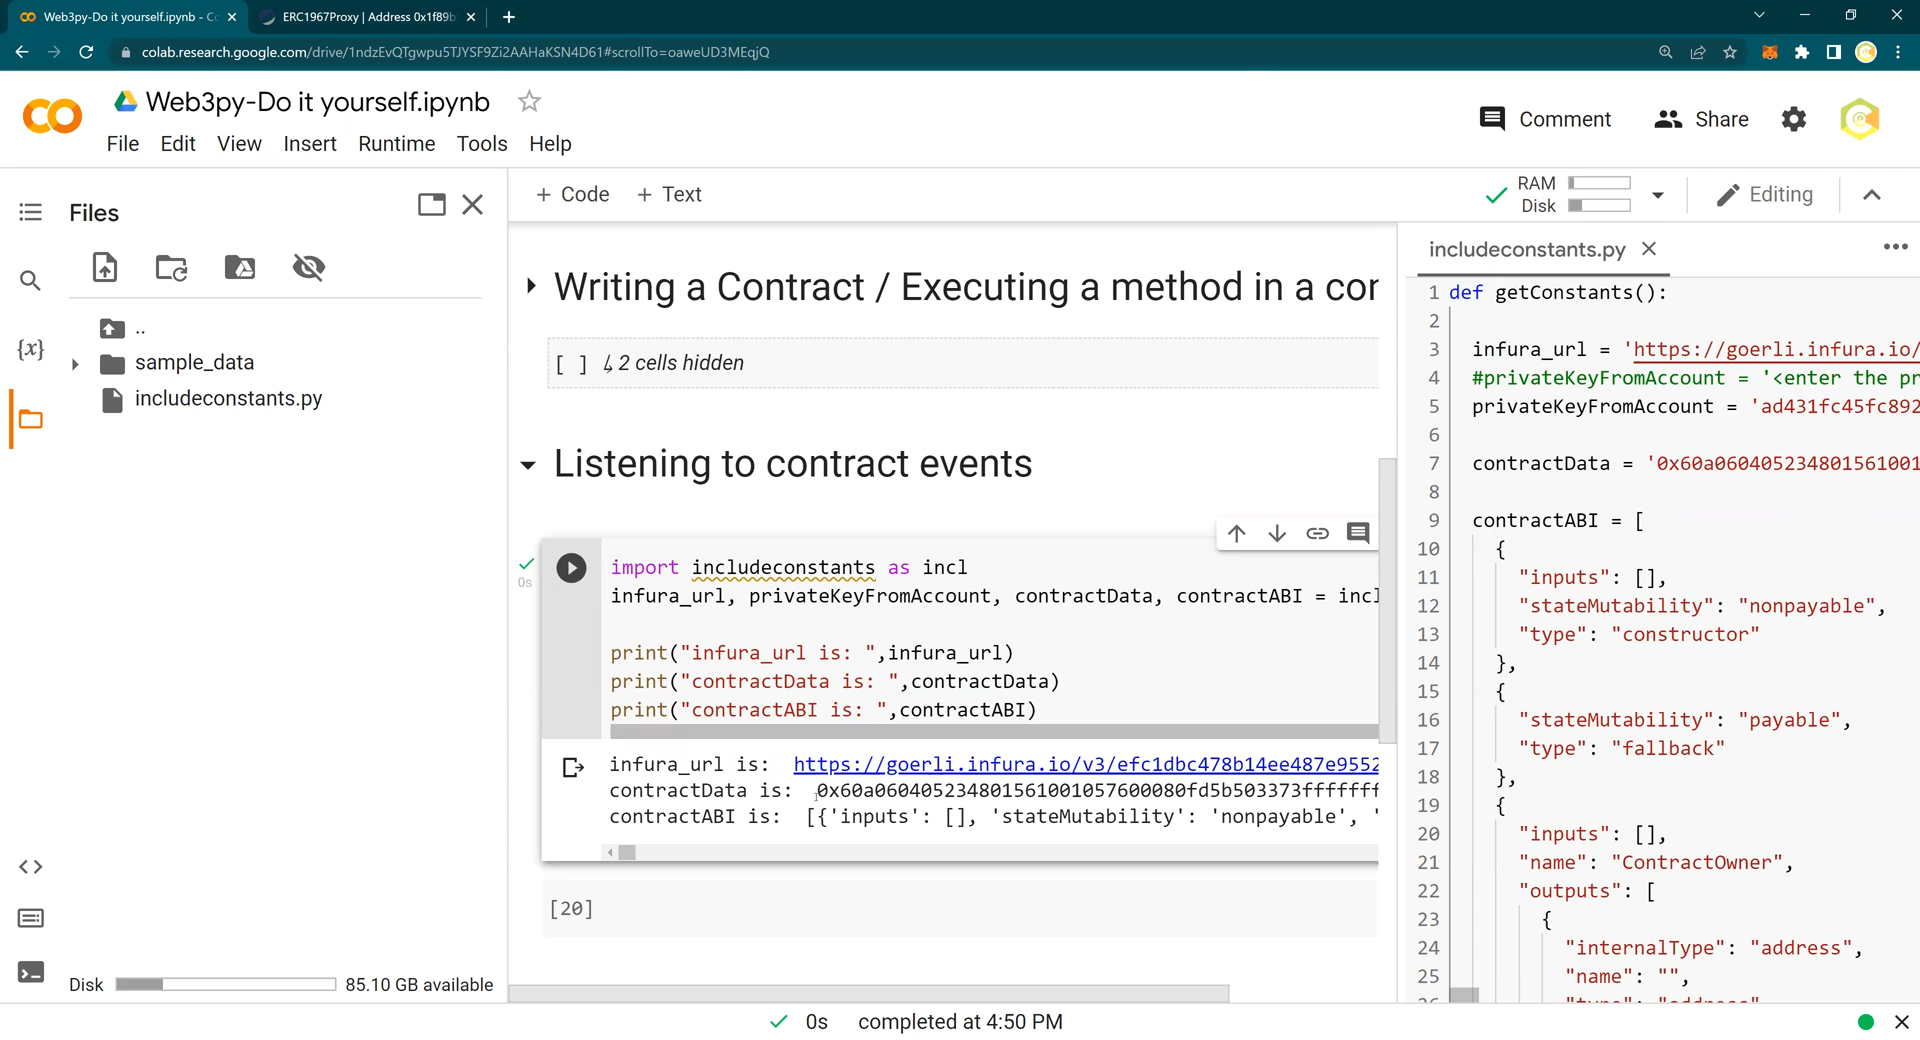 Web3py-Do it yourself.ipynb - Co
ERC1967Proxy | Address 0x1f89b
colab.research.google.com/drive/1ndzEvQTgwpu5TJYSF9Zi2AAHaKSN4D61#scrollTo=oaweUD3MEqjQ
Web3py-Do it yourself.ipynb
File Edit View Insert Runtime Tools Help
Comment
Share
Files
..
sample_data
includeconstants.py
Disk
85.10 GB available
+ Code + Text
RAM
Disk
Editing
Writing a Contract / Executing a method in a con
[ ] ↳ 2 cells hidden
Listening to contract events
0s
import includeconstants as incl
infura_url, privateKeyFromAccount, contractData, contractABI = incl
print("infura_url is: ",infura_url)
print("contractData is: ",contractData)
print("contractABI is: ",contractABI)
infura_url is:  https://goerli.infura.io/v3/efc1dbc478b14ee487e9552
contractData is:  0x60a060405234801561001057600080fd5b503373fffffff
contractABI is:  [{'inputs': [], 'stateMutability': 'nonpayable', '
[20]
includeconstants.py
1 def getConstants():
2
3 infura_url = 'https://goerli.infura.io/
4 #privateKeyFromAccount = '<enter the pr
5 privateKeyFromAccount = 'ad431fc45fc892
6
7 contractData = '0x60a060405234801561001
8
9 contractABI = [
10 {
11 "inputs": [],
12 "stateMutability": "nonpayable",
13 "type": "constructor"
14 },
15 {
16 "stateMutability": "payable",
17 "type": "fallback"
18 },
19 {
20 "inputs": [],
21 "name": "ContractOwner",
22 "outputs": [
23 {
24 "internalType": "address",
25 "name": "",
0s completed at 4:50 PM